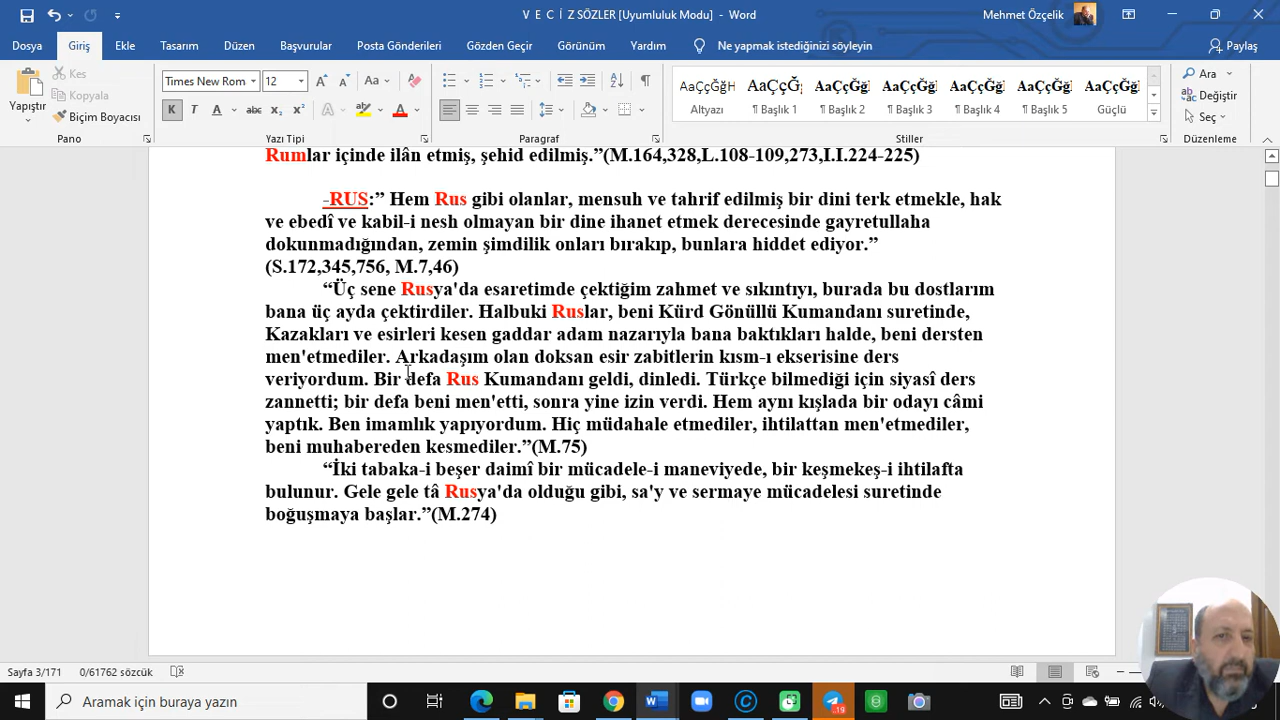 V E C İ Z SÖZLER [Uyumluluk Modu] - Word
Mehmet Özçelik
Dosya Giriş Ekle Tasarım Düzen Başvurular Posta Gönderileri Gözden Geçir Görünüm Yardım Ne yapmak istediğinizi söyleyin Paylaş
Yapıştır
Kes
Kopyala
Biçim Boyacısı
Pano
Times New Rom 12
Yazı Tipi
Paragraf
AaÇçĞğH AaÇçĞ AaÇçĞğ AaÇçĞğ AaÇçĞğ AaÇçĞğ AaÇçĞğ
Altyazı ¶ Başlık 1 ¶ Başlık 2 ¶ Başlık 3 ¶ Başlık 4 ¶ Başlık 5 Güçlü
Stiller
Ara
Değiştir
Seç
Düzenleme
Rumlar içinde ilân etmiş, şehid edilmiş.”(M.164,328,L.108-109,273,I.I.224-225)
-RUS:” Hem Rus gibi olanlar, mensuh ve tahrif edilmiş bir dini terk etmekle, hak
ve ebedî ve kabil-i nesh olmayan bir dine ihanet etmek derecesinde gayretullaha
dokunmadığından, zemin şimdilik onları bırakıp, bunlara hiddet ediyor.”
(S.172,345,756, M.7,46)
“Üç sene Rusya'da esaretimde çektiğim zahmet ve sıkıntıyı, burada bu dostlarım
bana üç ayda çektirdiler. Halbuki Ruslar, beni Kürd Gönüllü Kumandanı suretinde,
Kazakları ve esirleri kesen gaddar adam nazarıyla bana baktıkları halde, beni dersten
men'etmediler. Arkadaşım olan doksan esir zabitlerin kısm-ı ekserisine ders
veriyordum. Bir defa Rus Kumandanı geldi, dinledi. Türkçe bilmediği için siyasî ders
zannetti; bir defa beni men'etti, sonra yine izin verdi. Hem aynı kışlada bir odayı câmi
yaptık. Ben imamlık yapıyordum. Hiç müdahale etmediler, ihtilattan men'etmediler,
beni muhabereden kesmediler.”(M.75)
“İki tabaka-i beşer daimî bir mücadele-i maneviyede, bir keşmekeş-i ihtilafta
bulunur. Gele gele tâ Rusya'da olduğu gibi, sa'y ve sermaye mücadelesi suretinde
boğuşmaya başlar.”(M.274)
Sayfa 3/171 0/61762 sözcük
Aramak için buraya yazın
19